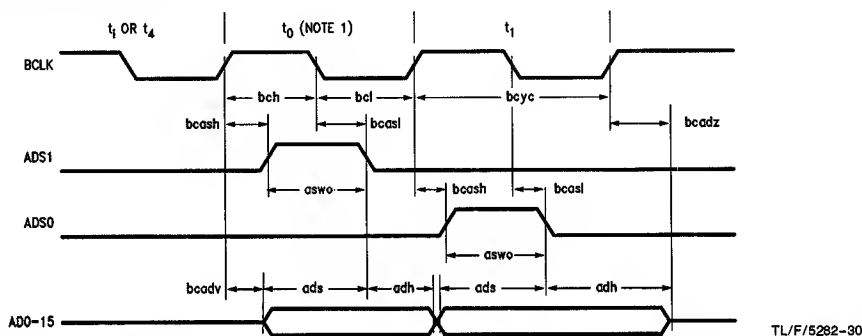 tI OR t4 t0 (NOTE 1) t1
BCLK
bch bcl bcyc
bcash bcasl bcadz
ADS1
aswo bcash bcasl
ADS0
aswo
bcadv ads adh ads adh
AD0-15
TL/F/5282-30